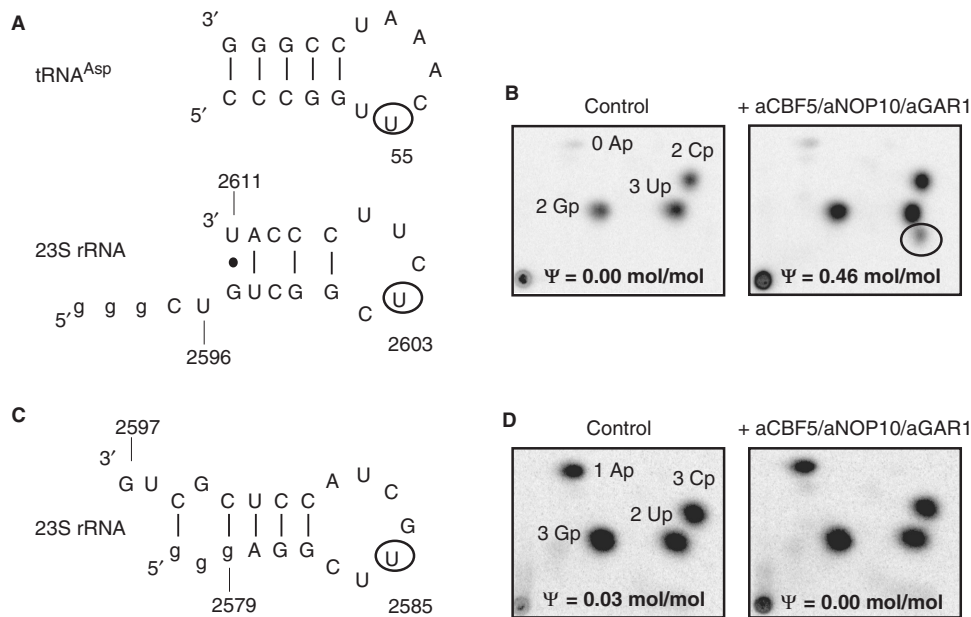 A
3′
G G G C C U A A A C
tRNA^Asp
5′
C C C G G U U
55
2611
3′
U A C C C U U C
23S rRNA
5′ g g g C U G U C G G C U
2596
2603
B
Control
+ aCBF5/aNOP10/aGAR1
0 Ap
2 Cp
3 Up
2 Gp
Ψ = 0.00 mol/mol
Ψ = 0.46 mol/mol
C
2597
3′
G U C G C U C C A U C G
23S rRNA
5′ g g g A G G C U U
2579
2585
D
Control
+ aCBF5/aNOP10/aGAR1
1 Ap
3 Cp
2 Up
3 Gp
Ψ = 0.03 mol/mol
Ψ = 0.00 mol/mol